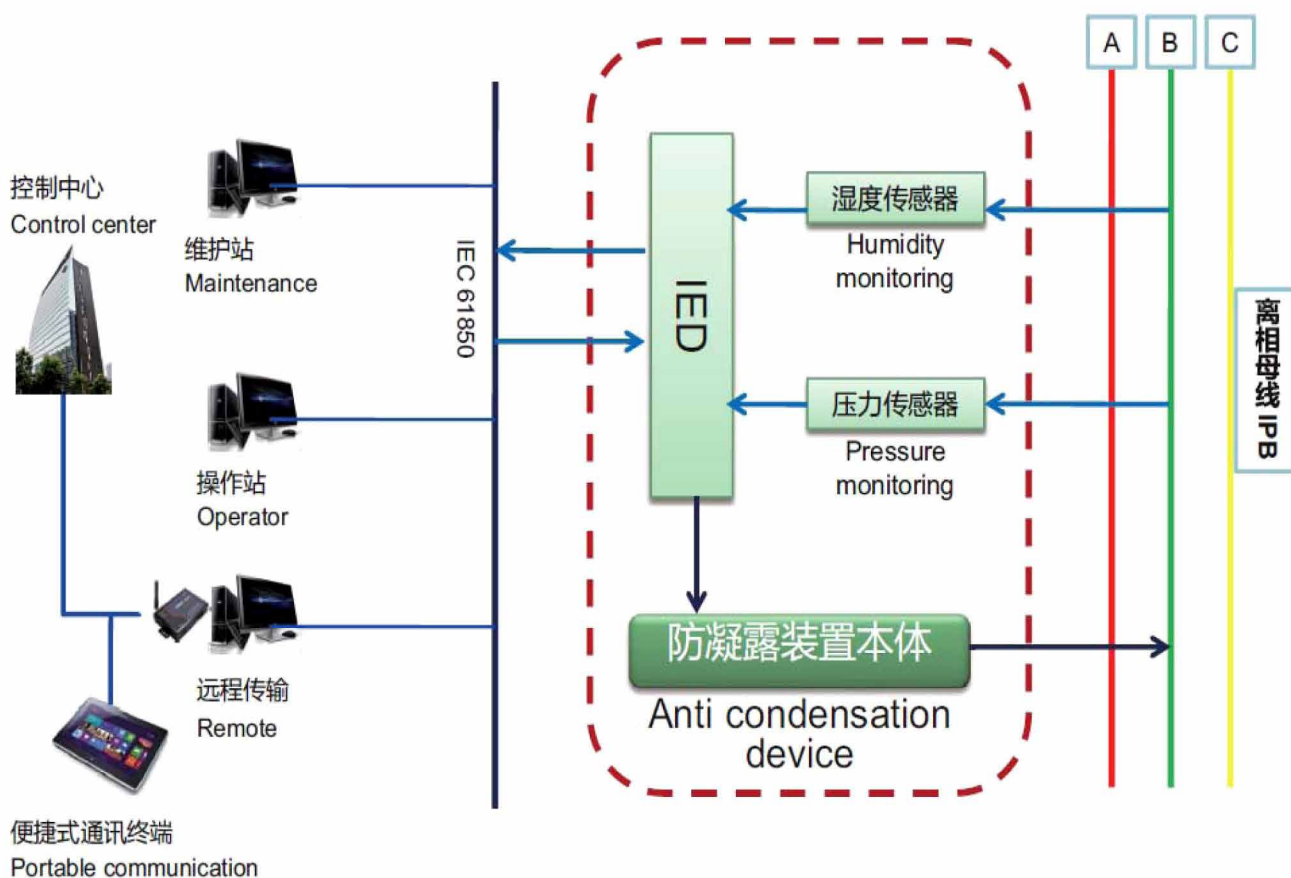 A
B
C
控制中心
Control center
维护站
Maintenance
IEC 61850
IED
湿度传感器
Humidity
monitoring
离相母线 IPB
压力传感器
Pressure
monitoring
操作站
Operator
防凝露装置本体
Anti condensation
device
远程传输
Remote
便捷式通讯终端
Portable communication